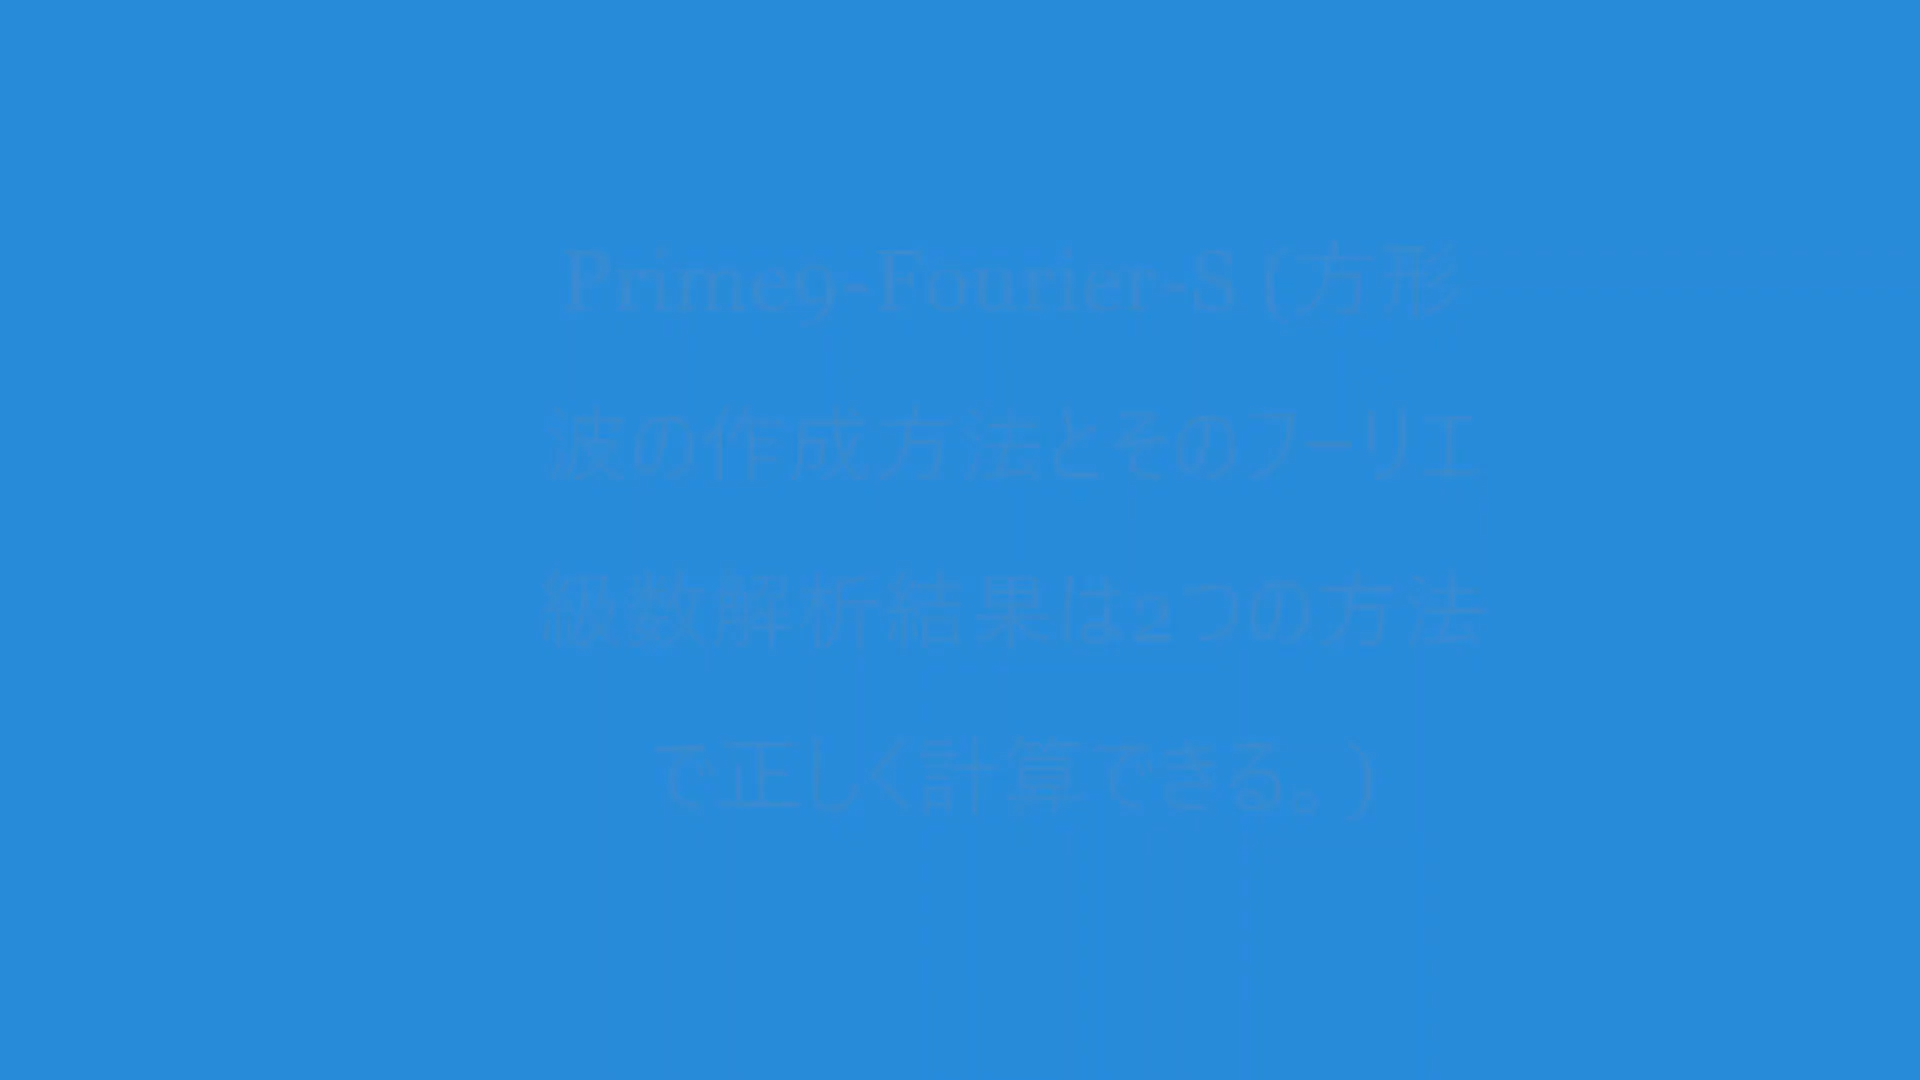 Prime9-Fourier-S (方形
波の作成方法とそのフーリエ
級数解析結果は2つの方法
で正しく計算できる。)